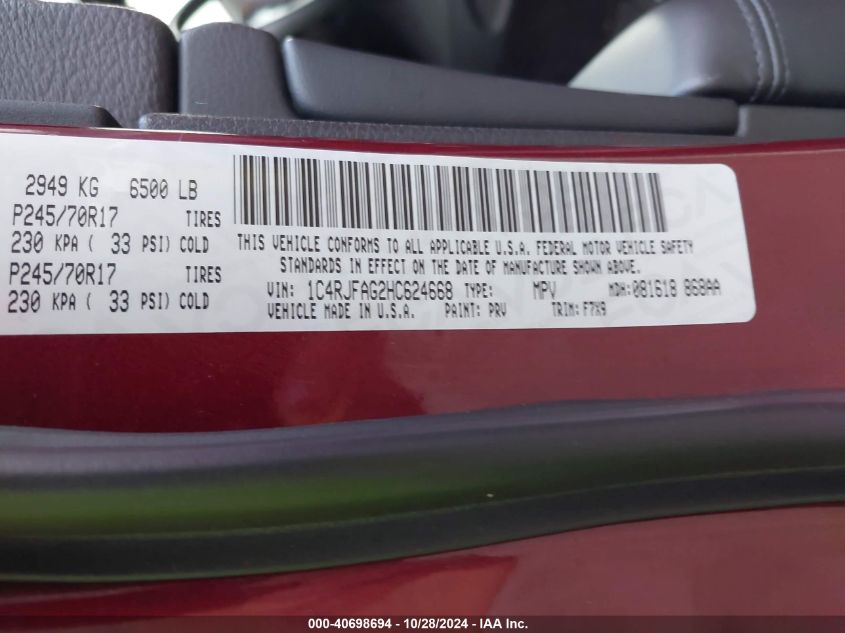 2949 KG 6500 LB
P245/70R17 TIRES
230 KPA ( 33 PSI) COLD
P245/70R17 TIRES
230 KPA ( 33 PSI) COLD
THIS VEHICLE CONFORMS TO ALL APPLICABLE U.S.A. FEDERAL MOTOR VEHICLE SAFETY
STANDARDS IN EFFECT ON THE DATE OF MANUFACTURE SHOWN ABOVE.
VIN: 1C4RJFAG2HC624668 TYPE: MPV MDH: 081618 868AA
VEHICLE MADE IN U.S.A. PAINT: PRV TRIM: F7X9
000-40698694 - 10/28/2024 - IAA Inc.